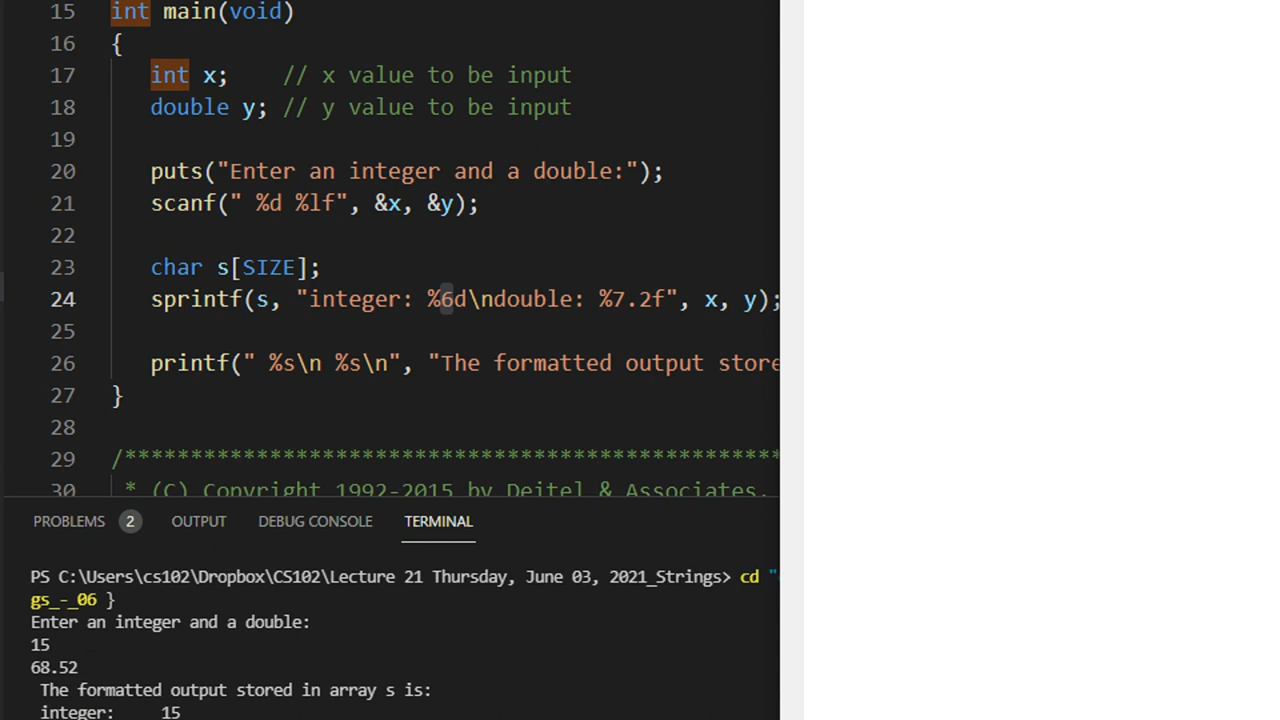 15 int main(void)
16 {
17 int x;    // x value to be input
18 double y; // y value to be input
19
20 puts("Enter an integer and a double:");
21 scanf(" %d %lf", &x, &y);
22
23 char s[SIZE];
24 sprintf(s, "integer: %6d\ndouble: %7.2f", x, y);
25
26 printf(" %s\n %s\n", "The formatted output store
27 }
28
29 /************************************************
30 * (C) Copyright 1992-2015 by Deitel & Associates,
PROBLEMS 2 OUTPUT DEBUG CONSOLE TERMINAL
PS C:\Users\cs102\Dropbox\CS102\Lecture 21 Thursday, June 03, 2021_Strings> cd "
gs_-_06 }
Enter an integer and a double:
15
68.52
The formatted output stored in array s is:
integer:     15